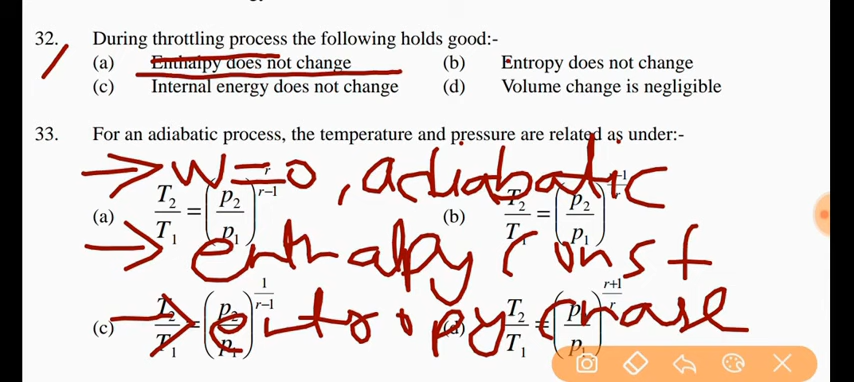 32. During throttling process the following holds good:-
(a) Enthalpy does not change (b) Entropy does not change
(c) Internal energy does not change (d) Volume change is negligible
33. For an adiabatic process, the temperature and pressure are related as under:-
→ W=0, adiabatic
(a) T₂/T₁ = (p₂/p₁)^(r/(r−1)) (b) T₂/T₁ = (p₂/p₁)^((r−1)/r)
→ enthalpy const
(c) T₂/T₁ = (p₂/p₁)^(1/(r−1)) (d) T₂/T₁ = (p₂/p₁)^((r+1)/r)
→ entropy